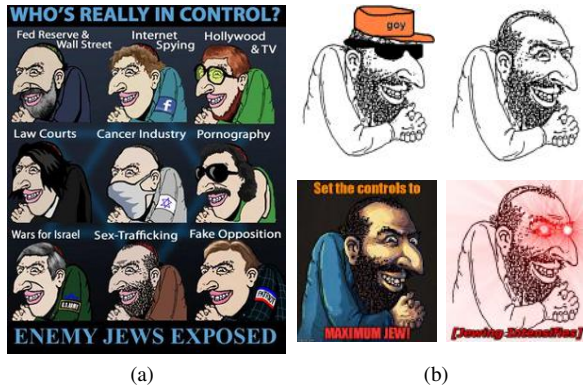 WHO'S REALLY IN CONTROL?
Fed Reserve &
Wall Street
Internet
Spying
Hollywood
& TV
Law Courts
Cancer Industry
Pornography
Wars for Israel
Sex-Trafficking
Fake Opposition
ENEMY JEWS EXPOSED
(a)
goy
Set the controls to
MAXIMUM JEW!
[Jewing Intensifies]
(b)